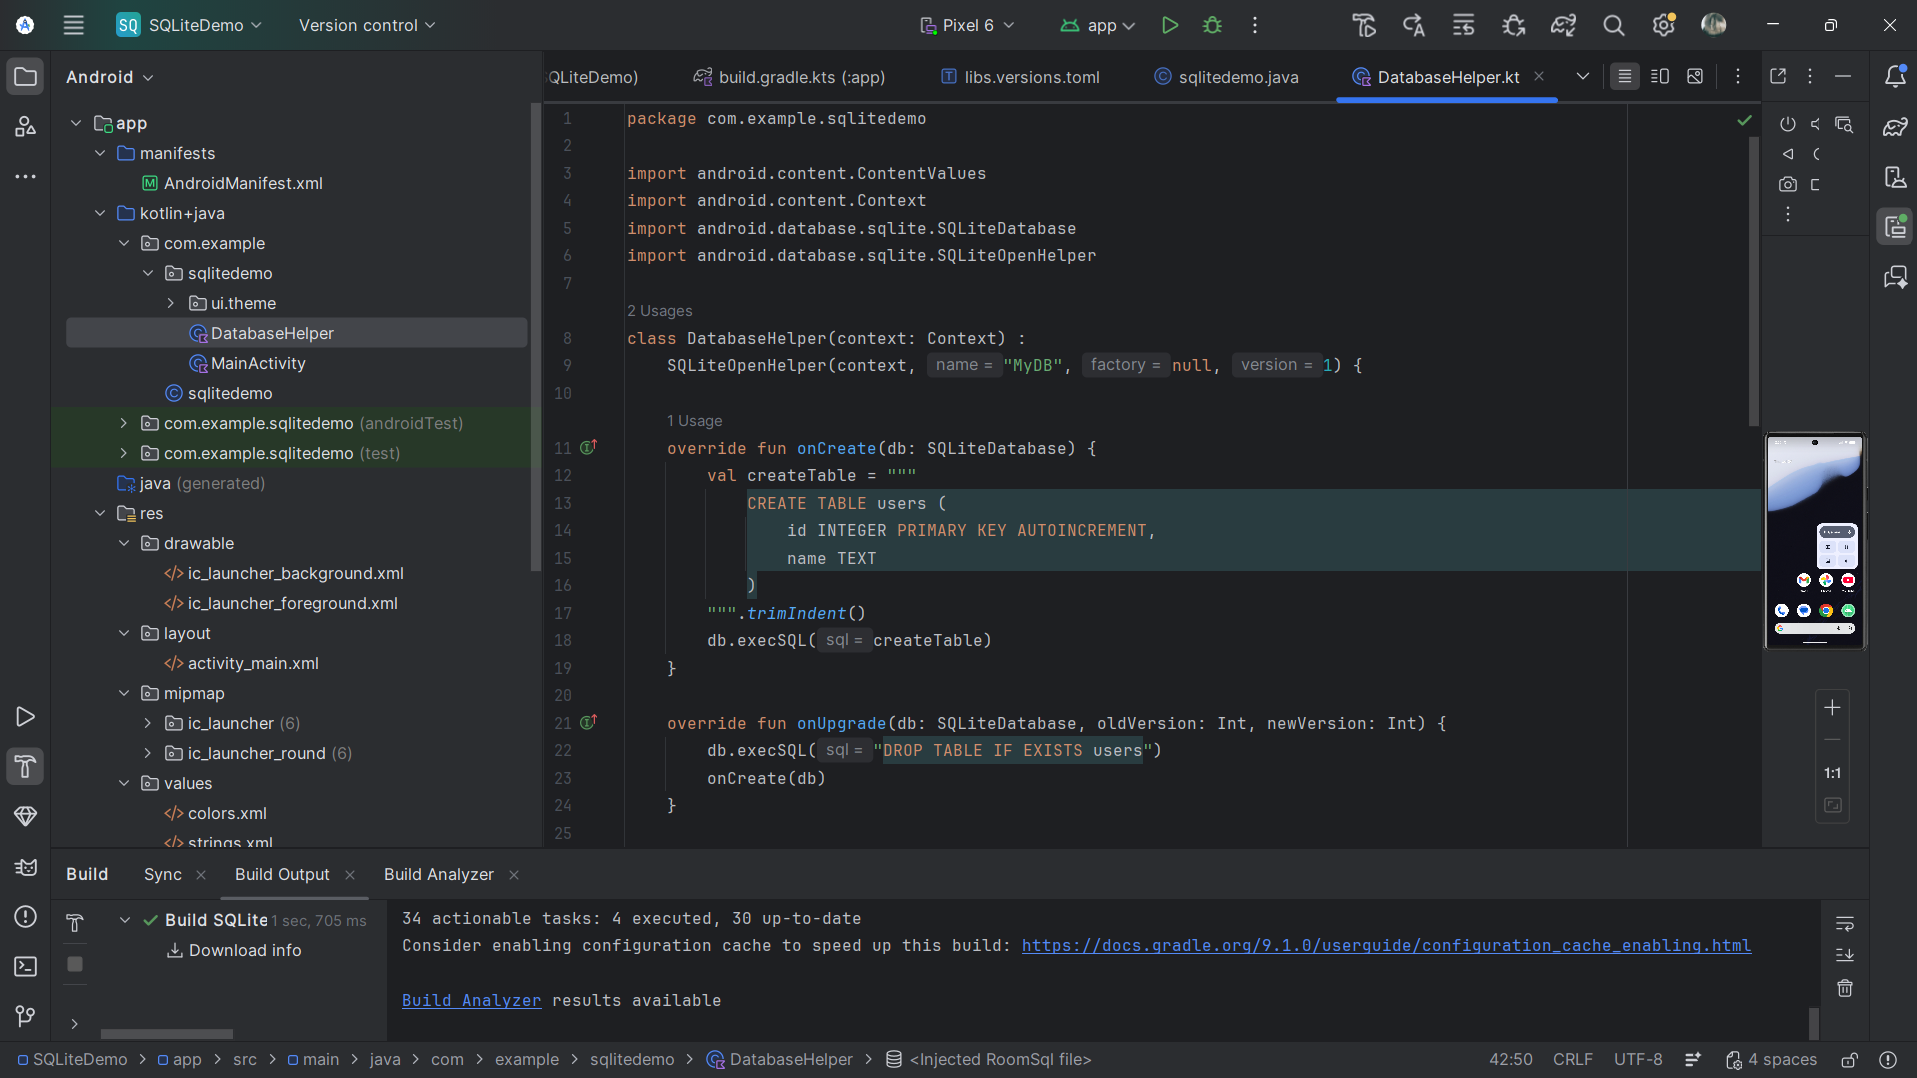 SQ SQLiteDemo Version control Pixel 6 app
Android
QLiteDemo) build.gradle.kts (:app) libs.versions.toml sqlitedemo.java DatabaseHelper.kt
app
manifests
AndroidManifest.xml
kotlin+java
com.example
sqlitedemo
ui.theme
DatabaseHelper
MainActivity
sqlitedemo
com.example.sqlitedemo (androidTest)
com.example.sqlitedemo (test)
java (generated)
res
drawable
ic_launcher_background.xml
ic_launcher_foreground.xml
layout
activity_main.xml
mipmap
ic_launcher (6)
ic_launcher_round (6)
values
colors.xml
strings.xml
1 package com.example.sqlitedemo
2
3 import android.content.ContentValues
4 import android.content.Context
5 import android.database.sqlite.SQLiteDatabase
6 import android.database.sqlite.SQLiteOpenHelper
7
2 Usages
8 class DatabaseHelper(context: Context) :
9 SQLiteOpenHelper(context, name = "MyDB", factory = null, version = 1) {
10
1 Usage
11 override fun onCreate(db: SQLiteDatabase) {
12 val createTable = """
13 CREATE TABLE users (
14 id INTEGER PRIMARY KEY AUTOINCREMENT,
15 name TEXT
16 )
17 """.trimIndent()
18 db.execSQL( sql = createTable)
19 }
20
21 override fun onUpgrade(db: SQLiteDatabase, oldVersion: Int, newVersion: Int) {
22 db.execSQL( sql = "DROP TABLE IF EXISTS users")
23 onCreate(db)
24 }
25
1:1
Build Sync Build Output Build Analyzer
Build SQLite 1 sec, 705 ms
Download info
34 actionable tasks: 4 executed, 30 up-to-date
Consider enabling configuration cache to speed up this build: https://docs.gradle.org/9.1.0/userguide/configuration_cache_enabling.html
Build Analyzer results available
SQLiteDemo > app > src > main > java > com > example > sqlitedemo > DatabaseHelper > <Injected RoomSql file> 42:50 CRLF UTF-8 4 spaces